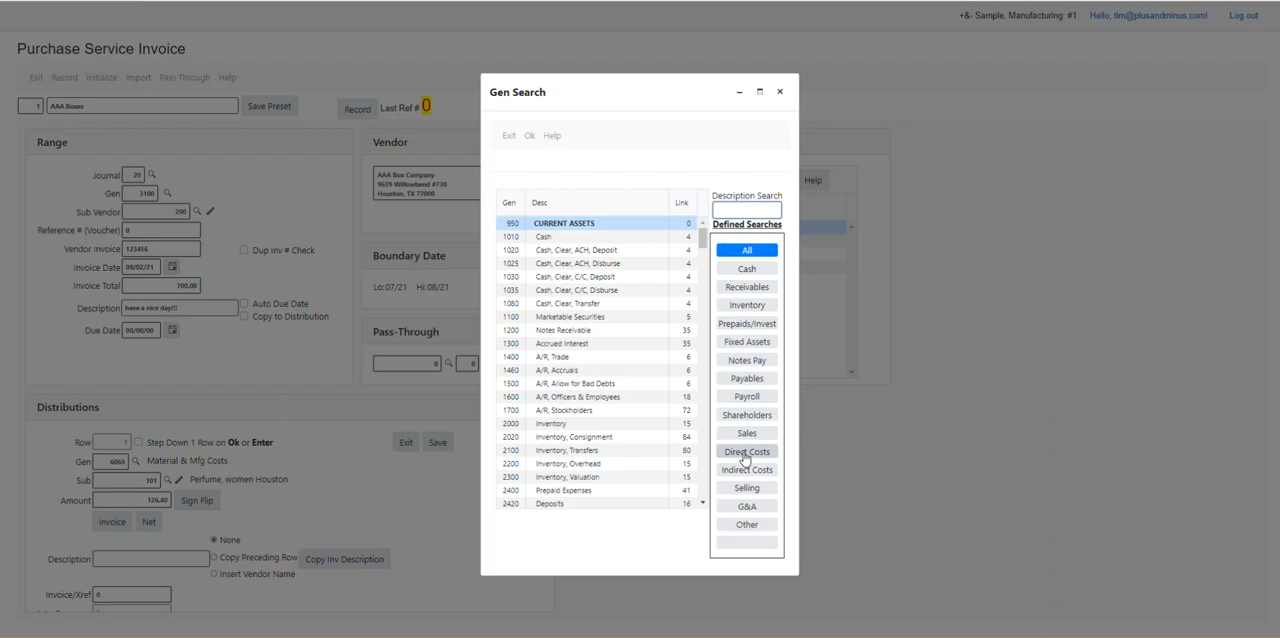 +&- Sample, Manufacturing: #1 Hello, tim@plusandminus.com! Log out
Purchase Service Invoice
Exit Record Initialize Import Pass Through Help
1 AAA Boxes Save Preset Record Last Ref # 0
Range
Journal 20
Gen 3100
Sub Vendor 200
Reference # (Voucher) 0
Vendor Invoice 123456 Dup Inv # Check
Invoice Date 08/02/21
Invoice Total 700.00
Description have a nice day!!! Auto Due Date
Copy to Distribution
Due Date 00/00/00
Vendor
AAA Box Company
9639 Willowbend #730
Houston, TX 77000
Boundary Date
Lo:07/21 Hi:08/21
Pass-Through
0 0
Help
Distributions
Row 1 Step Down 1 Row on Ok or Enter Exit Save
Gen 6060 Material & Mfg Costs
Sub 101 Perfume, women Houston
Amount 126.40 Sign Flip
Invoice Net
None
Description Copy Preceding Row Copy Inv Description
Insert Vendor Name
Invoice/Xref 0
Gen Search
Exit Ok Help
Gen Desc Link
950 CURRENT ASSETS 0
1010 Cash 4
1020 Cash, Clear, ACH, Deposit 4
1025 Cash, Clear, ACH, Disburse 4
1030 Cash, Clear, C/C, Deposit 4
1035 Cash, Clear, C/C, Disburse 4
1080 Cash, Clear, Transfer 4
1100 Marketable Securities 5
1200 Notes Receivable 35
1300 Accrued Interest 35
1400 A/R, Trade 6
1460 A/R, Accruals 6
1500 A/R, Allow for Bad Debts 6
1600 A/R, Officers & Employees 18
1700 A/R, Stockholders 72
2000 Inventory 15
2020 Inventory, Consignment 84
2100 Inventory, Transfers 80
2200 Inventory, Overhead 15
2300 Inventory, Valuation 15
2400 Prepaid Expenses 41
2420 Deposits 16
Description Search
Defined Searches
All
Cash
Receivables
Inventory
Prepaids/Invest
Fixed Assets
Notes Pay
Payables
Payroll
Shareholders
Sales
Direct Costs
Indirect Costs
Selling
G&A
Other